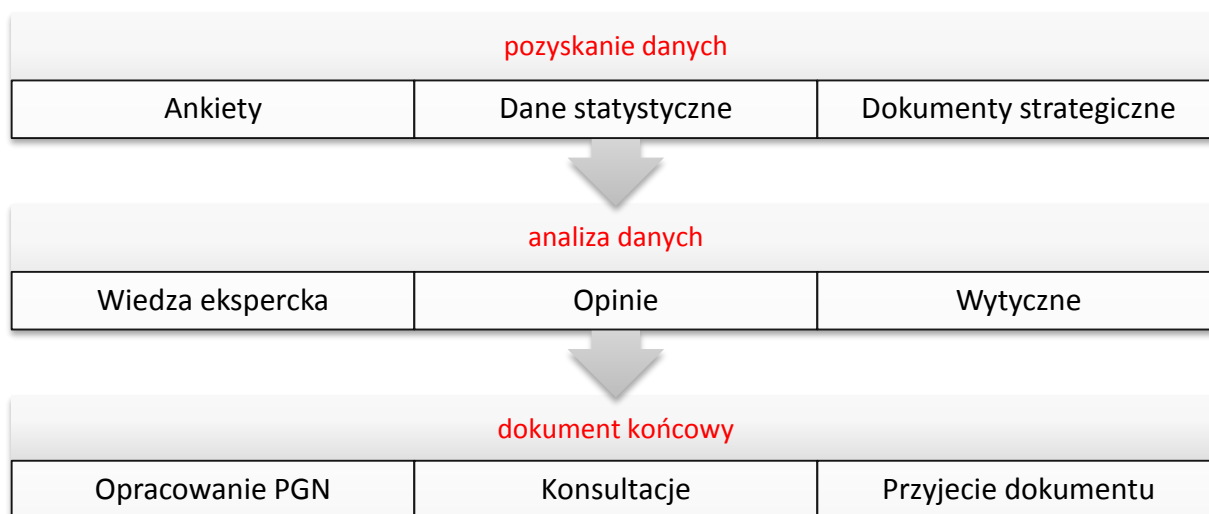 pozyskanie danych
Ankiety
Dane statystyczne
Dokumenty strategiczne
analiza danych
Wiedza ekspercka
Opinie
Wytyczne
dokument końcowy
Opracowanie PGN
Konsultacje
Przyjecie dokumentu